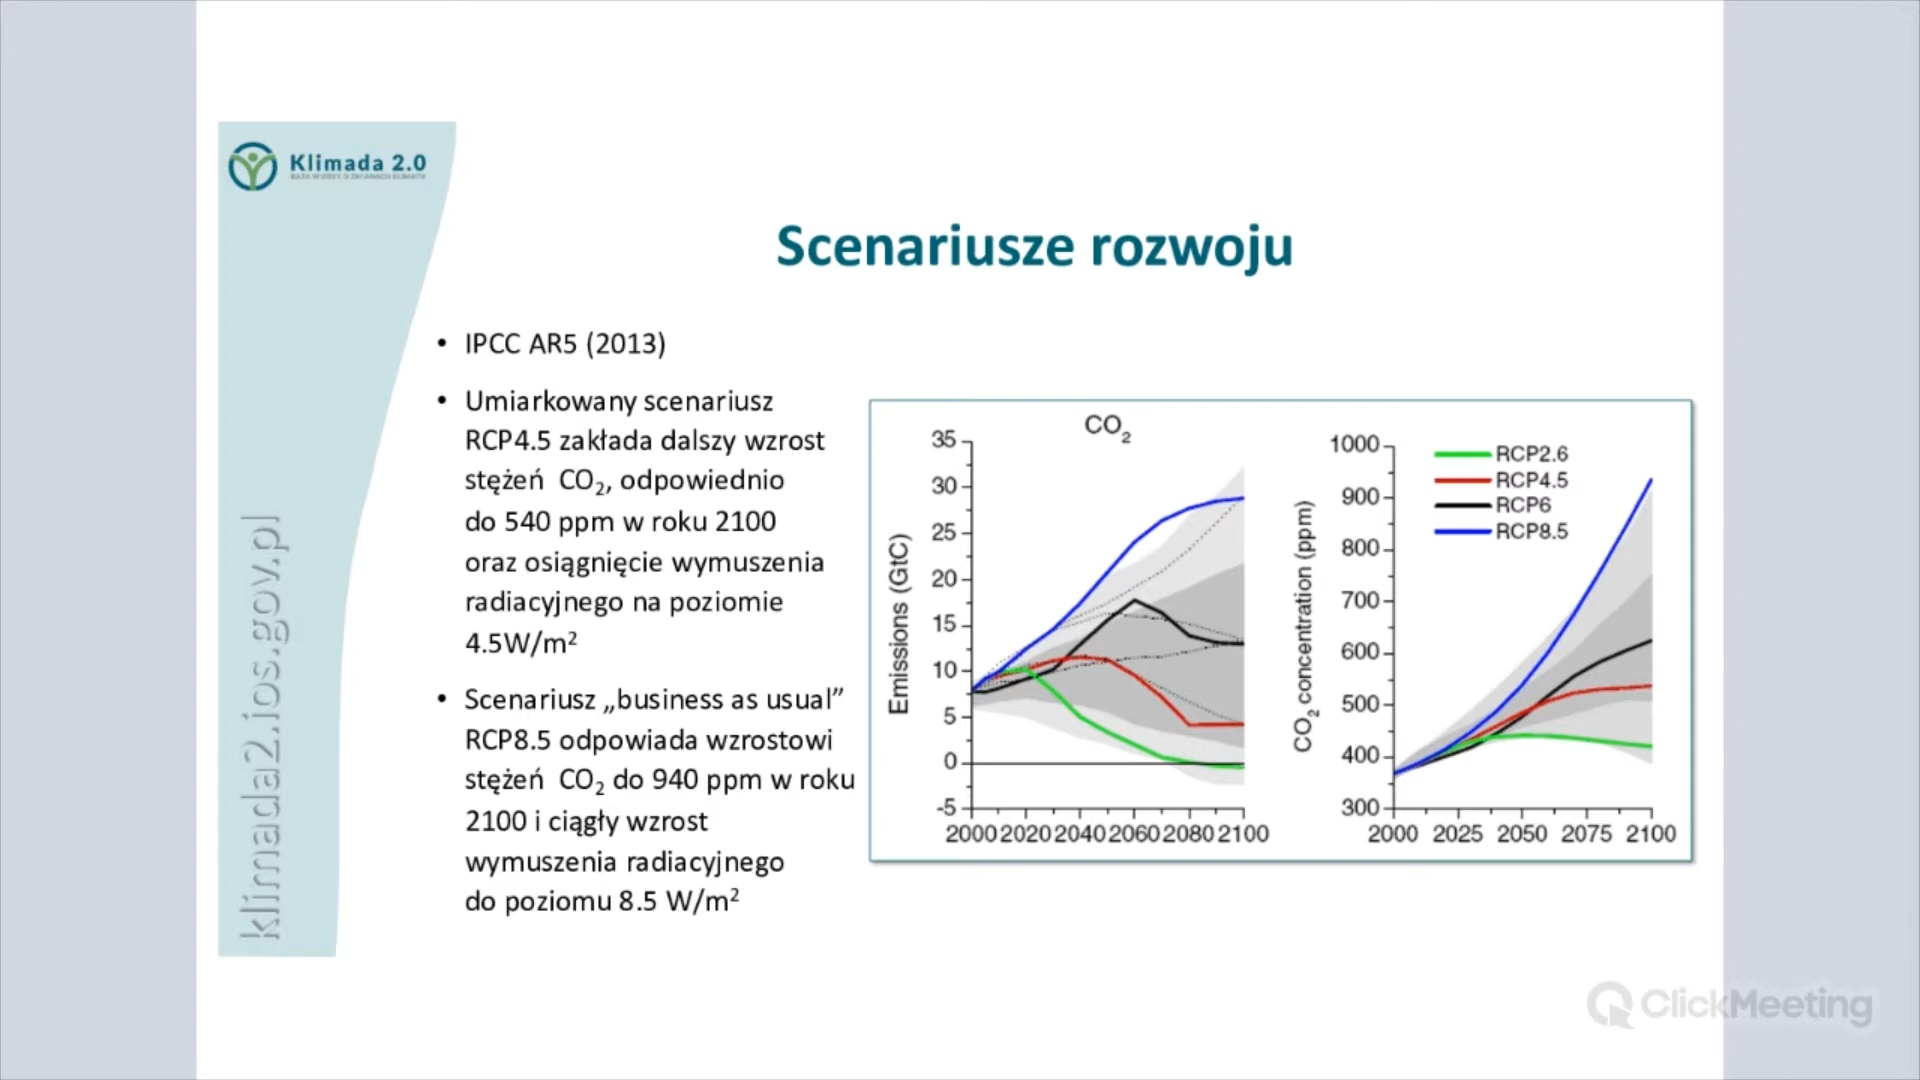 Klimada 2.0
BAZA WIEDZY O ZMIANACH KLIMATU
klimada2.ios.gov.pl
Scenariusze rozwoju
• IPCC AR5 (2013)
• Umiarkowany scenariusz
RCP4.5 zakłada dalszy wzrost
stężeń CO₂, odpowiednio
do 540 ppm w roku 2100
oraz osiągnięcie wymuszenia
radiacyjnego na poziomie
4.5W/m²
• Scenariusz „business as usual”
RCP8.5 odpowiada wzrostowi
stężeń CO₂ do 940 ppm w roku
2100 i ciągły wzrost
wymuszenia radiacyjnego
do poziomu 8.5 W/m²
CO₂
Emissions (GtC)
35
30
25
20
15
10
5
0
-5
2000 2020 2040 2060 2080 2100
CO₂ concentration (ppm)
1000
900
800
700
600
500
400
300
2000 2025 2050 2075 2100
RCP2.6
RCP4.5
RCP6
RCP8.5
ClickMeeting